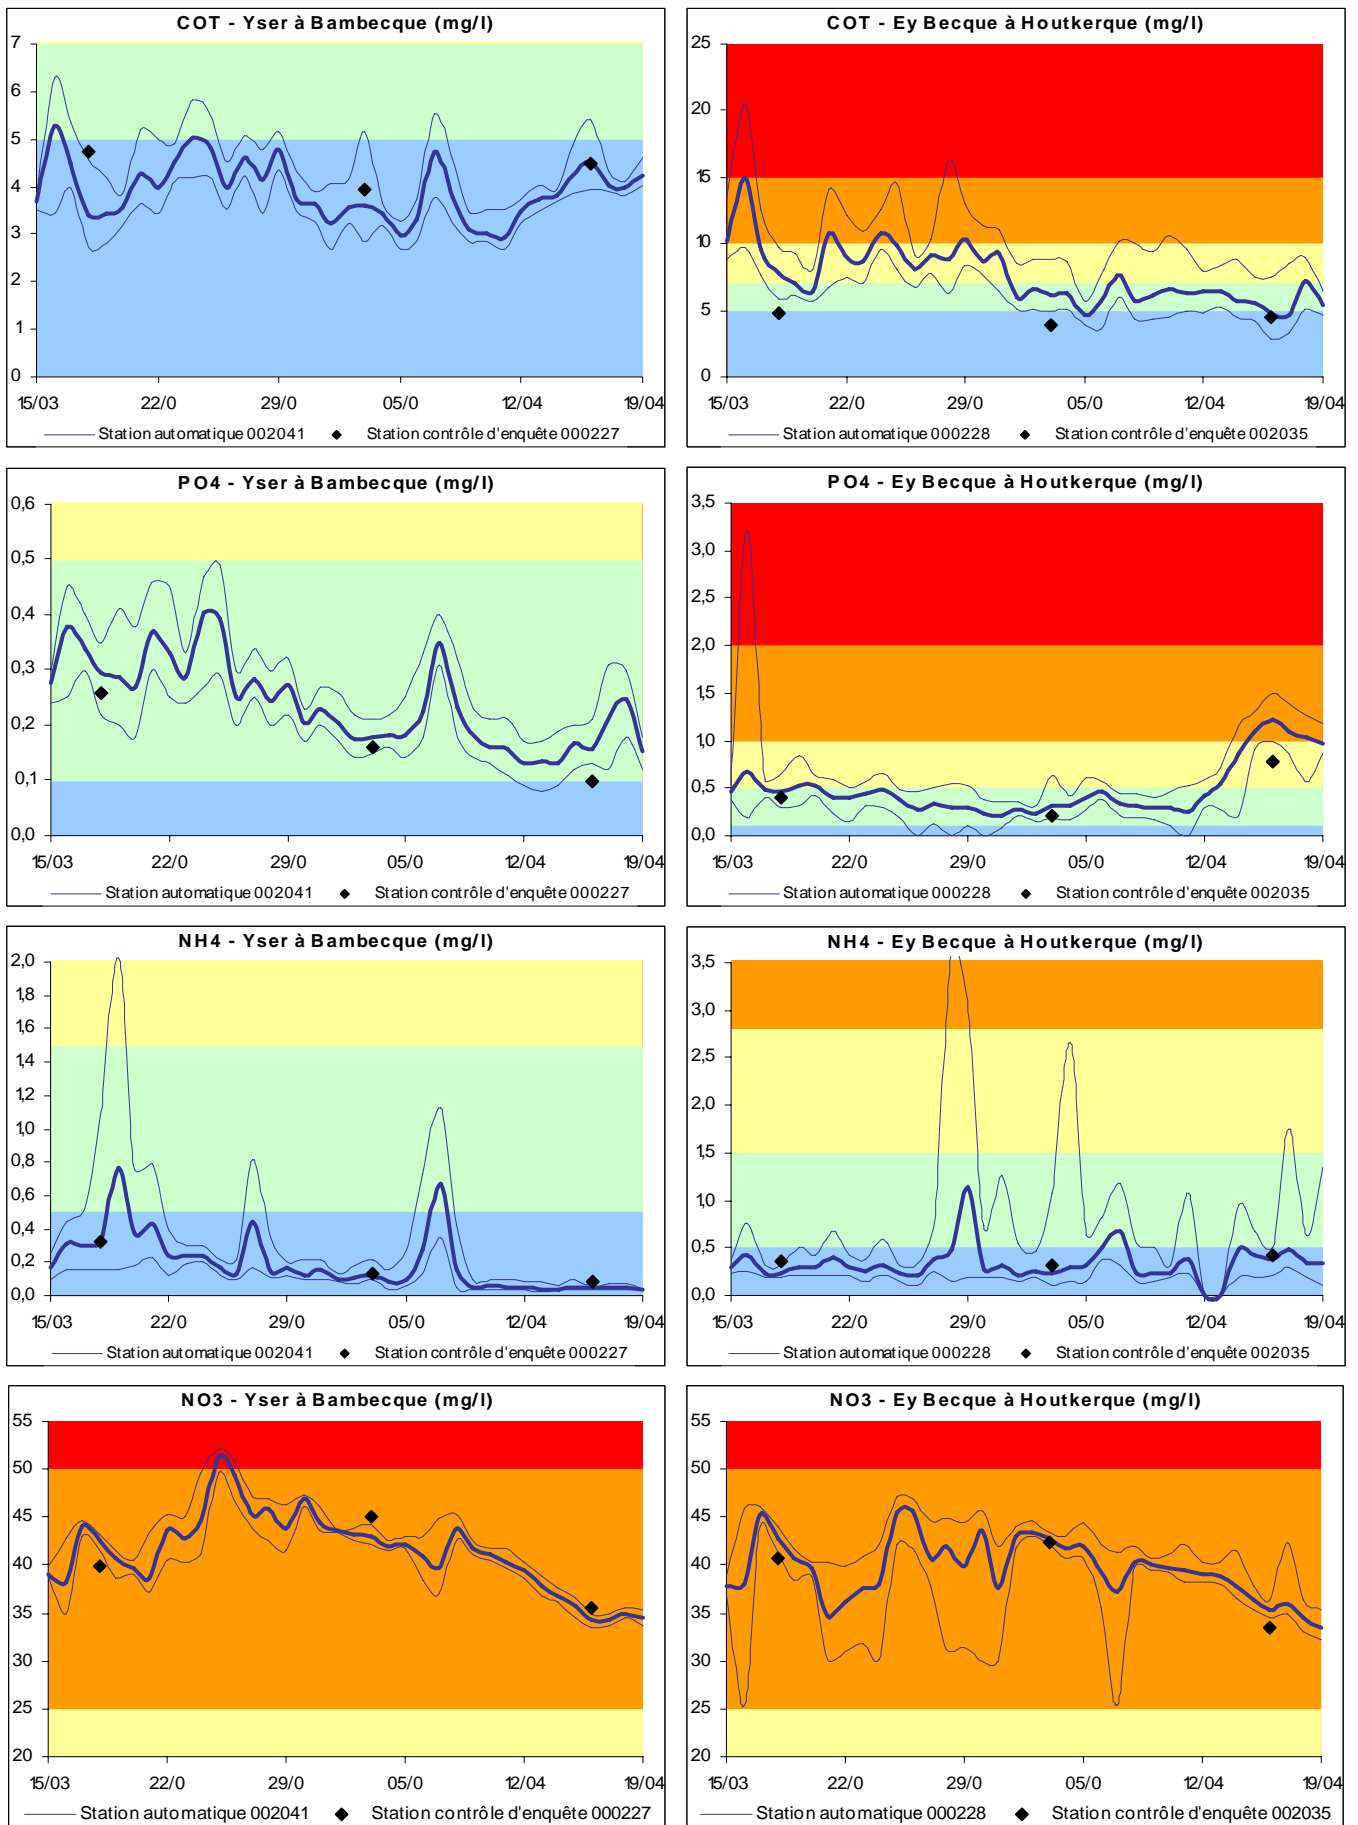 COT - Yser à Bambecque (mg/l)
7
6
5
4
3
2
1
0
15/03 22/0 29/0 05/0 12/04 19/04
Station automatique 002041 Station contrôle d'enquête 000227
COT - Ey Becque à Houtkerque (mg/l)
25
20
15
10
5
0
15/03 22/0 29/0 05/0 12/04 19/04
Station automatique 000228 Station contrôle d'enquête 002035
PO4 - Yser à Bambecque (mg/l)
0,6
0,5
0,4
0,3
0,2
0,1
0,0
15/03 22/0 29/0 05/0 12/04 19/04
Station automatique 002041 Station contrôle d'enquête 000227
PO4 - Ey Becque à Houtkerque (mg/l)
3,5
3,0
2,5
2,0
1,5
1,0
0,5
0,0
15/03 22/0 29/0 05/0 12/04 19/04
Station automatique 000228 Station contrôle d'enquête 002035
NH4 - Yser à Bambecque (mg/l)
2,0
1,8
1,6
1,4
1,2
1,0
0,8
0,6
0,4
0,2
0,0
15/03 22/0 29/0 05/0 12/04 19/04
Station automatique 002041 Station contrôle d'enquête 000227
NH4 - Ey Becque à Houtkerque (mg/l)
3,5
3,0
2,5
2,0
1,5
1,0
0,5
0,0
15/03 22/0 29/0 05/0 12/04 19/04
Station automatique 000228 Station contrôle d'enquête 002035
NO3 - Yser à Bambecque (mg/l)
55
50
45
40
35
30
25
20
15/03 22/0 29/0 05/0 12/04 19/04
Station automatique 002041 Station contrôle d'enquête 000227
NO3 - Ey Becque à Houtkerque (mg/l)
55
50
45
40
35
30
25
20
15/03 22/0 29/0 05/0 12/04 19/04
Station automatique 000228 Station contrôle d'enquête 002035